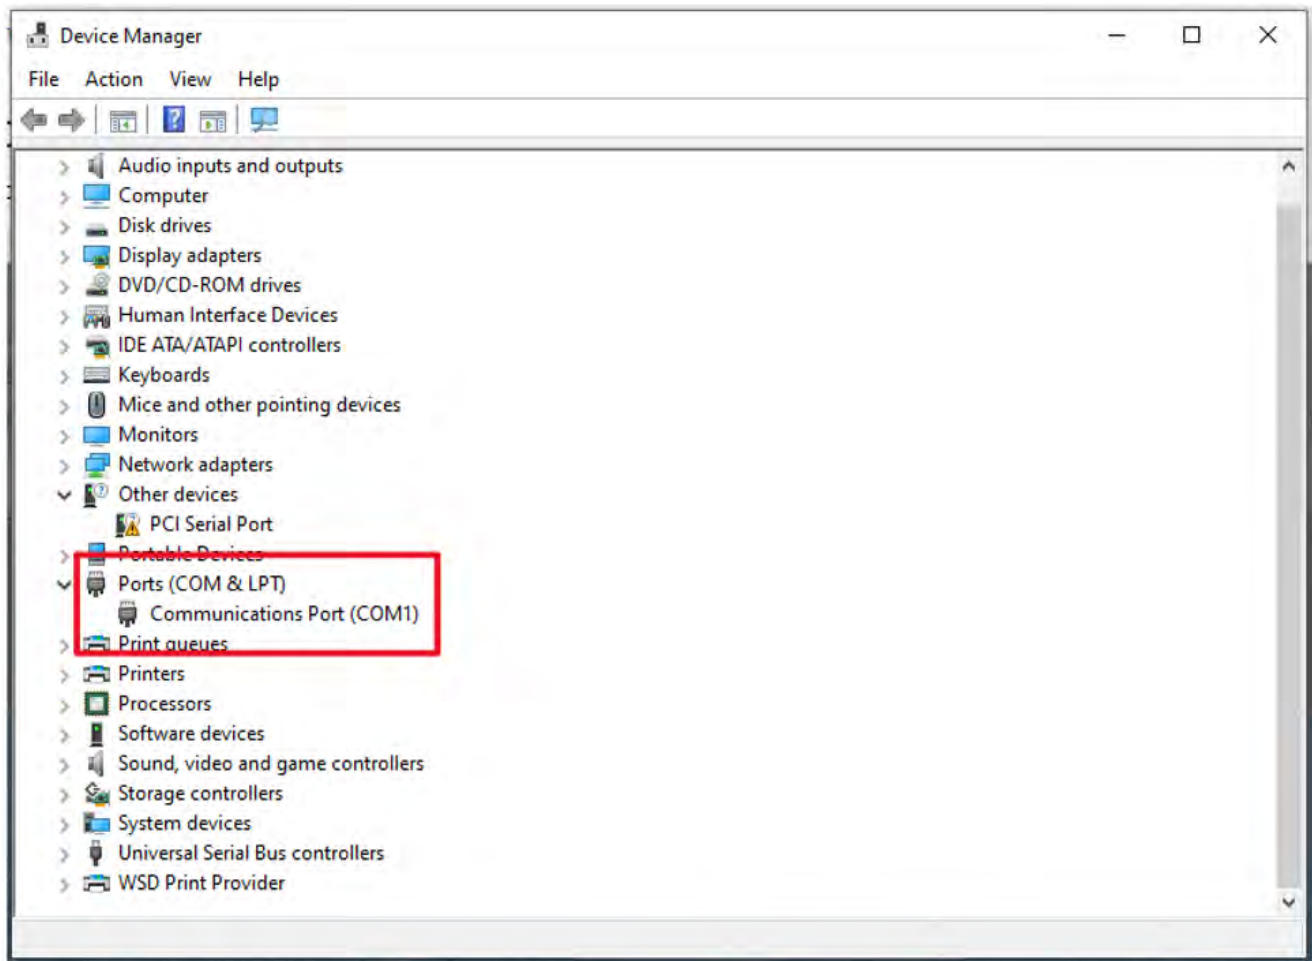 Device Manager
File Action View Help
Audio inputs and outputs
Computer
Disk drives
Display adapters
DVD/CD-ROM drives
Human Interface Devices
IDE ATA/ATAPI controllers
Keyboards
Mice and other pointing devices
Monitors
Network adapters
Other devices
PCI Serial Port
Portable Devices
Ports (COM & LPT)
Communications Port (COM1)
Print queues
Printers
Processors
Software devices
Sound, video and game controllers
Storage controllers
System devices
Universal Serial Bus controllers
WSD Print Provider